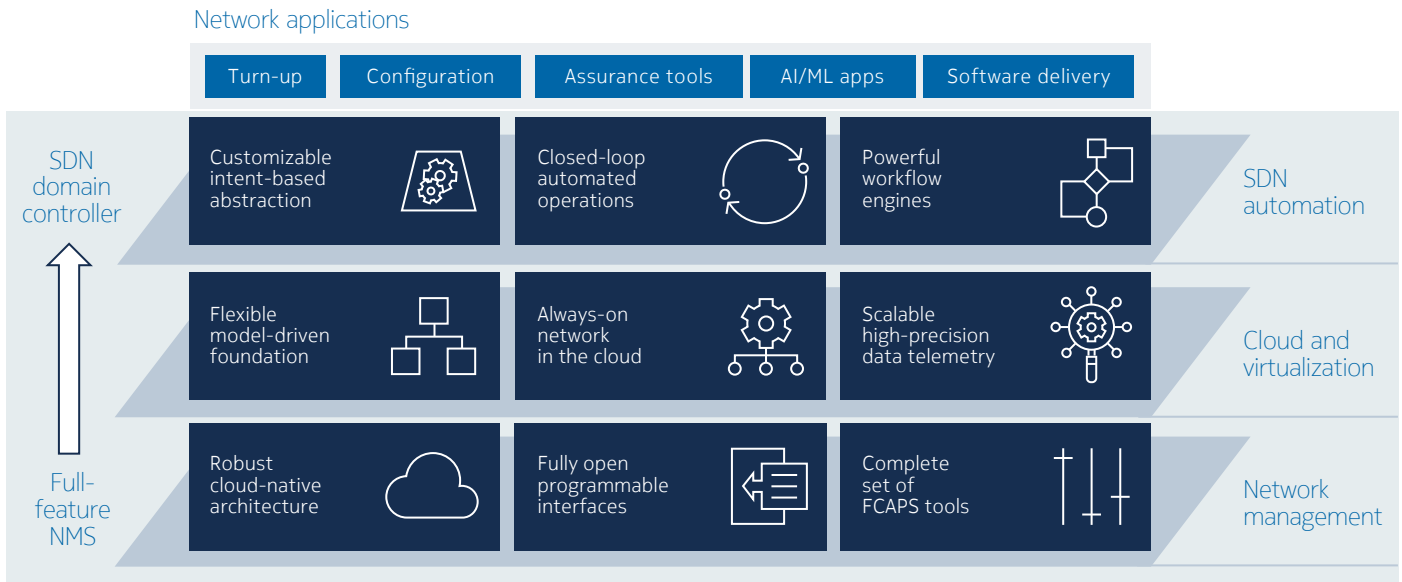 Network applications
Turn-up
Configuration
Assurance tools
AI/ML apps
Software delivery
SDN
domain
controller
Customizable
intent-based
abstraction
Closed-loop
automated
operations
Powerful
workflow
engines
SDN
automation
Flexible
model-driven
foundation
Always-on
network
in the cloud
Scalable
high-precision
data telemetry
Cloud and
virtualization
Full-
feature
NMS
Robust
cloud-native
architecture
Fully open
programmable
interfaces
Complete
set of
FCAPS tools
Network
management